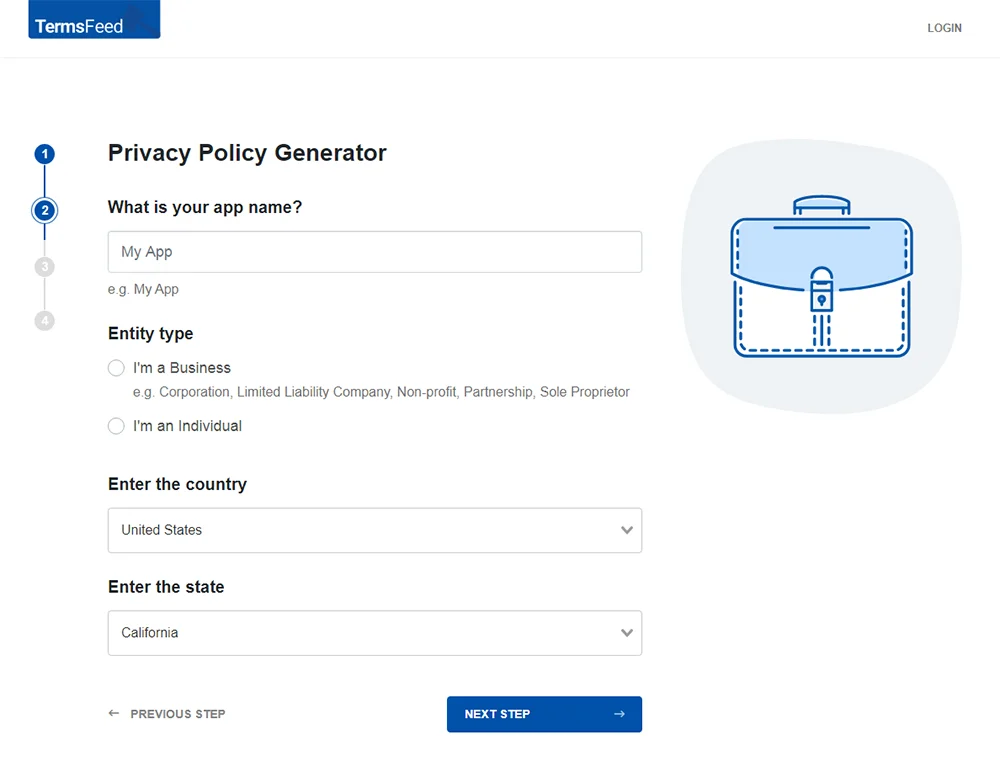 TermsFeed
LOGIN
1
Privacy Policy Generator
2
What is your app name?
My App
3
e.g. My App
4
Entity type
I'm a Business
e.g. Corporation, Limited Liability Company, Non-profit, Partnership, Sole Proprietor
I'm an Individual
Enter the country
United States
Enter the state
California
PREVIOUS STEP
NEXT STEP